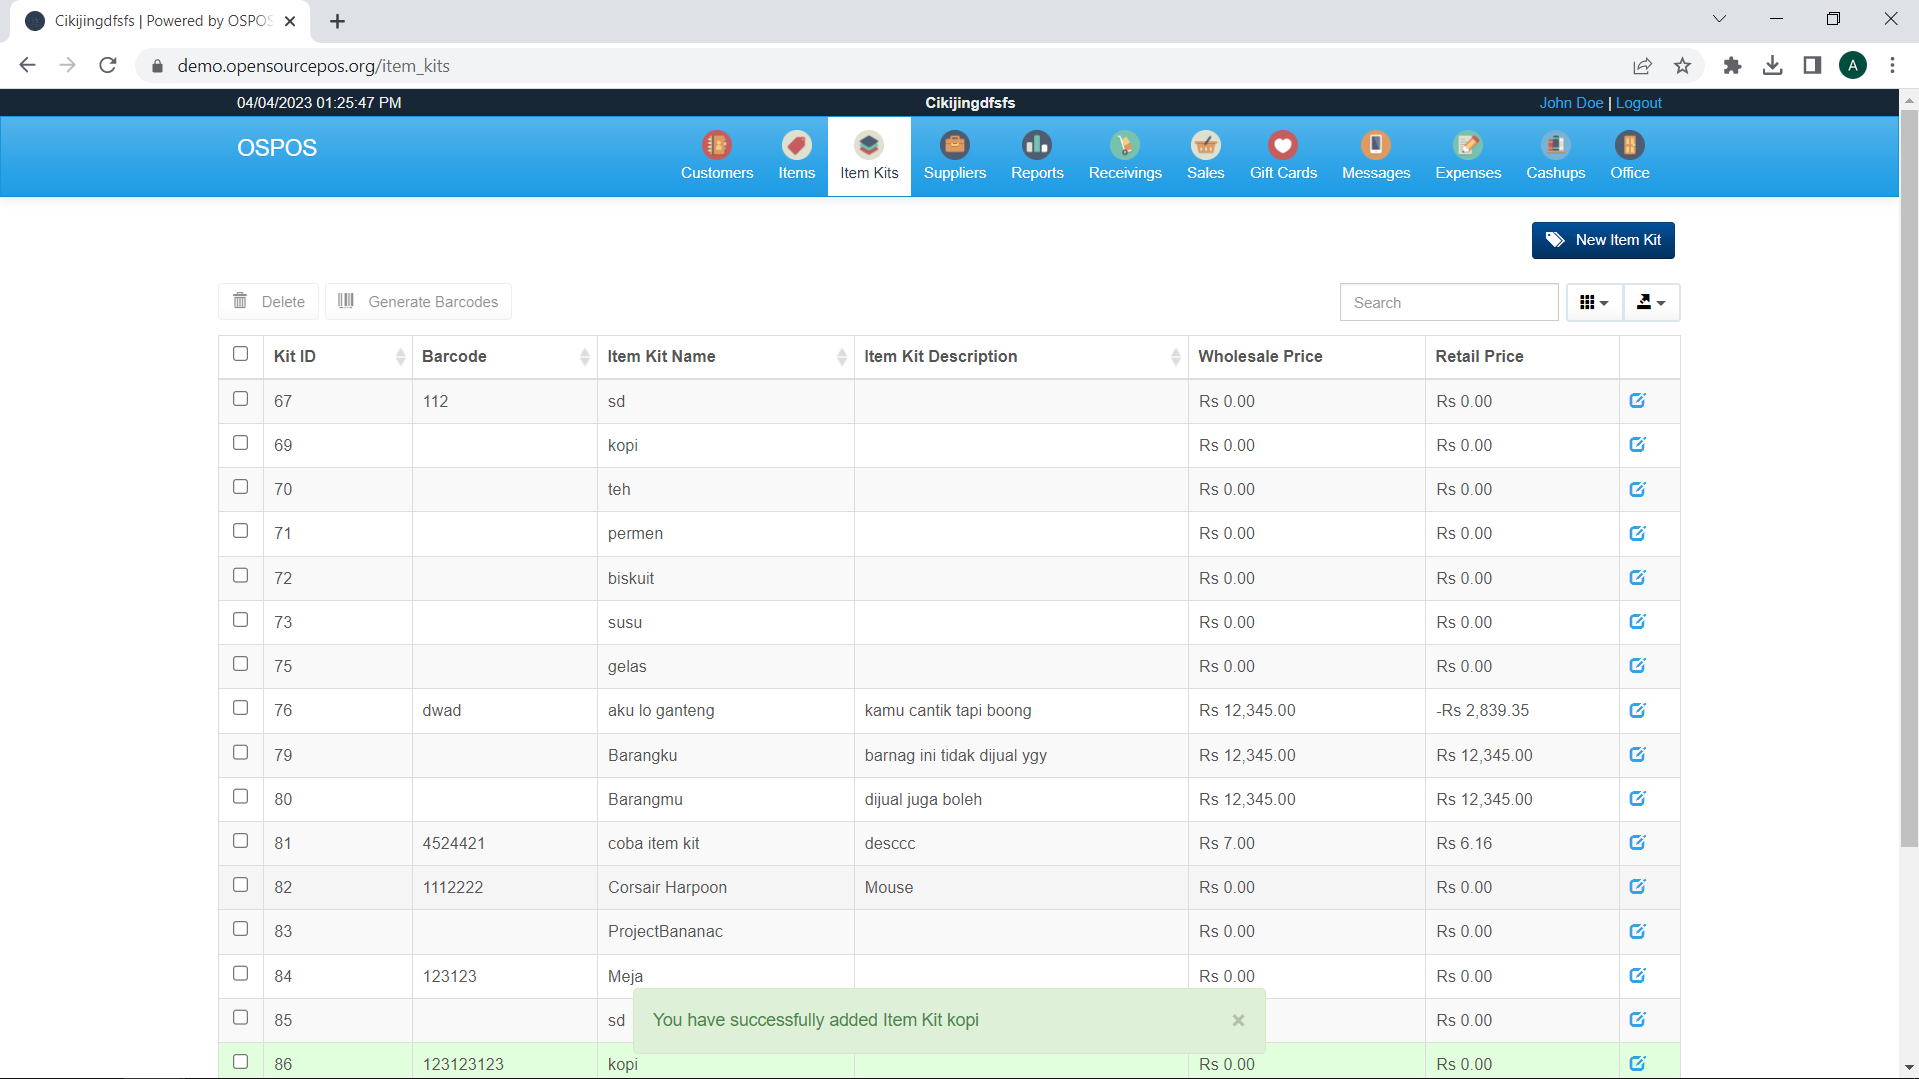 Cikijingdfsfs | Powered by OSPOS
demo.opensourcepos.org/item_kits
A
04/04/2023 01:25:47 PM
Cikijingdfsfs
John Doe | Logout
OSPOS
Customers
Items
Item Kits
Suppliers
Reports
Receivings
Sales
Gift Cards
Messages
Expenses
Cashups
Office
New Item Kit
Delete
Generate Barcodes
Search
Kit ID Barcode Item Kit Name Item Kit Description Wholesale Price Retail Price
67 112 sd Rs 0.00 Rs 0.00
69 kopi Rs 0.00 Rs 0.00
70 teh Rs 0.00 Rs 0.00
71 permen Rs 0.00 Rs 0.00
72 biskuit Rs 0.00 Rs 0.00
73 susu Rs 0.00 Rs 0.00
75 gelas Rs 0.00 Rs 0.00
76 dwad aku lo ganteng kamu cantik tapi boong Rs 12,345.00 -Rs 2,839.35
79 Barangku barnag ini tidak dijual ygy Rs 12,345.00 Rs 12,345.00
80 Barangmu dijual juga boleh Rs 12,345.00 Rs 12,345.00
81 4524421 coba item kit desccc Rs 7.00 Rs 6.16
82 1112222 Corsair Harpoon Mouse Rs 0.00 Rs 0.00
83 ProjectBananac Rs 0.00 Rs 0.00
84 123123 Meja Rs 0.00 Rs 0.00
85 sd Rs 0.00
You have successfully added Item Kit kopi ×
86 123123123 kopi Rs 0.00 Rs 0.00